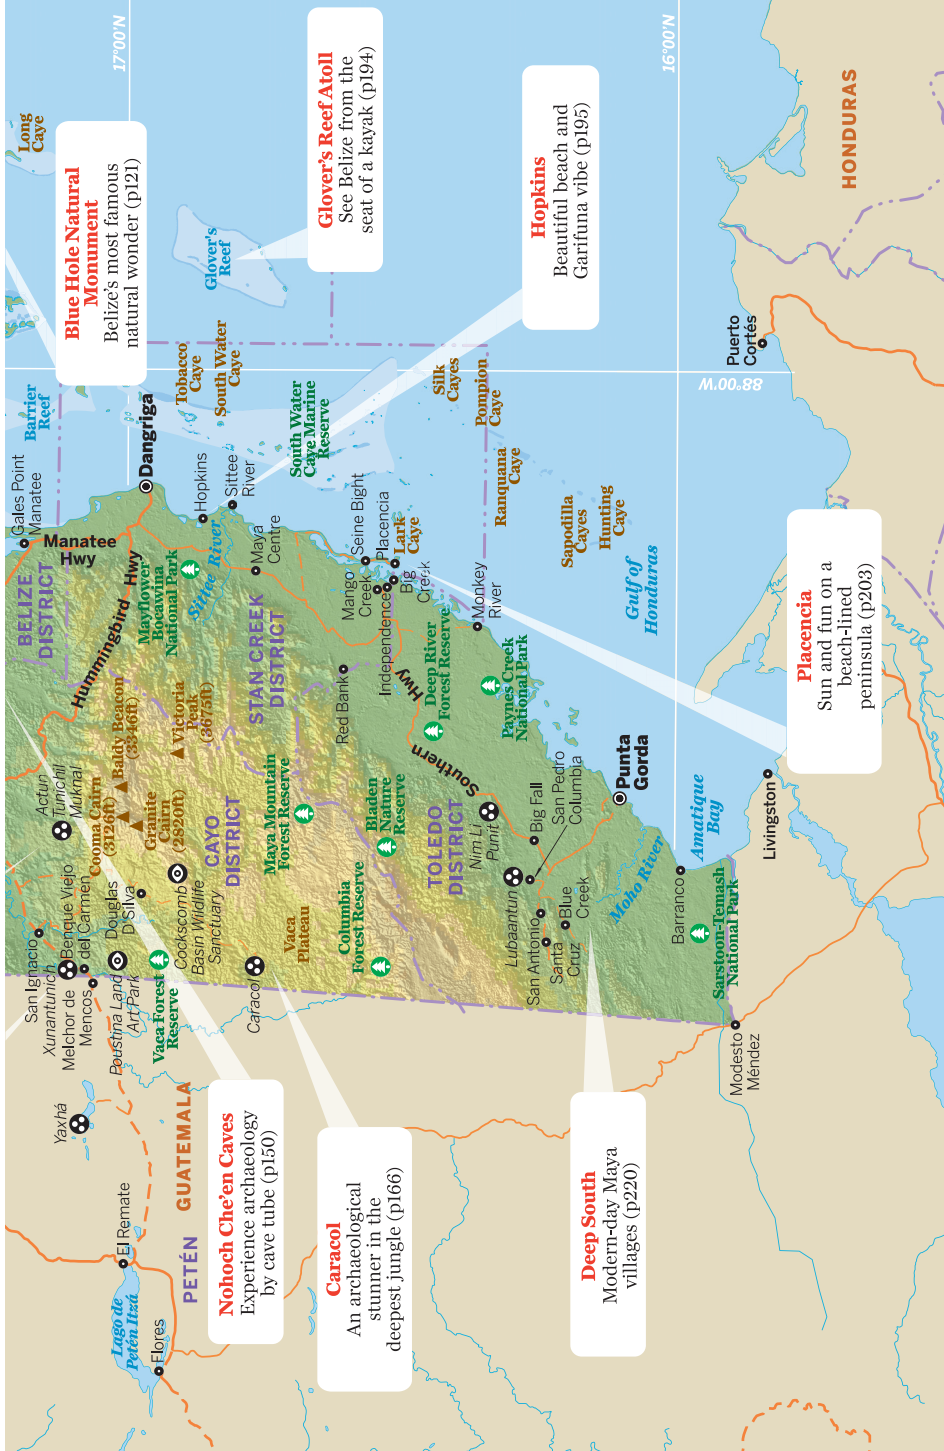 Long
Caye
17°00'N
Blue Hole Natural
Monument
Belize's most famous
natural wonder (p121)
Glover's Reef Atoll
See Belize from the
seat of a kayak (p194)
Hopkins
Beautiful beach and
Garifuna vibe (p195)
16°00'N
HONDURAS
Glover's
Reef
Barrier
Reef
Tobacco
Caye
South Water
Caye
South Water
Caye Marine
Reserve
Silk
Cayes
Pompion
Caye
Ranguana
Caye
Sapodilla
Cayes
Hunting
Caye
88°00'W
Puerto
Cortés
Gales Point
Manatee
Manatee
Hwy
Dangriga
Hopkins
Sittee
River
Maya
Centre
Seine Bight
Placencia
Lark
Caye
Mango
Creek
Big
Creek
Independence
Monkey
River
Gulf of
Honduras
BELIZE
DISTRICT
Hummingbird Hwy
Mayflower
Bocawina
National Park
Sittee River
STANN CREEK
DISTRICT
Red Bank
Southern Hwy
Deep River
Forest Reserve
Paynes Creek
National Park
Placencia
Sun and fun on a
beach-lined
peninsula (p203)
Actun
Tunichil
Muknal
Cooma Cairn
(3126ft)
Baldy Beacon
(3346ft)
Granite
Cairn
(2820ft)
Victoria
Peak
(3675ft)
CAYO
DISTRICT
Maya Mountain
Forest Reserve
Bladen
Nature
Reserve
TOLEDO
DISTRICT
Nim Li
Punit
Big Fall
San Pedro
Columbia
Punta
Gorda
Amatique
Bay
Livingston
San Ignacio
Xunantunich
Benque Viejo
del Carmen
Melchor de
Mencos
Douglas
D'Silva
Poustina Land
Art Park
Vaca Forest
Reserve
Cockscomb
Basin Wildlife
Sanctuary
Caracol
Vaca
Plateau
Columbia
Forest Reserve
Lubaantun
San Antonio
Santa
Cruz
Blue
Creek
Moho River
Barranco
Sarstoon-Temash
National Park
Modesto
Méndez
Yaxhá
GUATEMALA
El Remate
PETÉN
Lago de
Petén Itzá
Flores
Nohoch Che'en Caves
Experience archaeology
by cave tube (p150)
Caracol
An archaeological
stunner in the
deepest jungle (p166)
Deep South
Modern-day Maya
villages (p220)